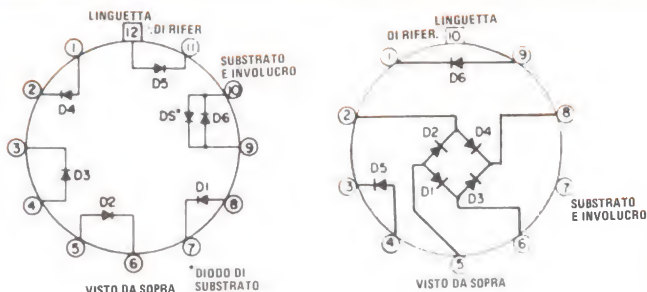 LINGUETTA
DI RIFER
12
1
11
SUBSTRATO
E INVOLUCRO
2
D4
D5
10
DS*
D6
3
D3
9
4
D2
D1
8
5
6
7
*DIODO DI
SUBSTRATO
VISTO DA SOPRA
LINGUETTA
DI RIFER.
10
1
9
D6
2
8
D2
D4
D5
D1
D3
3
7
SUBSTRATO
E INVOLUCRO
4
6
5
VISTO DA SOPRA